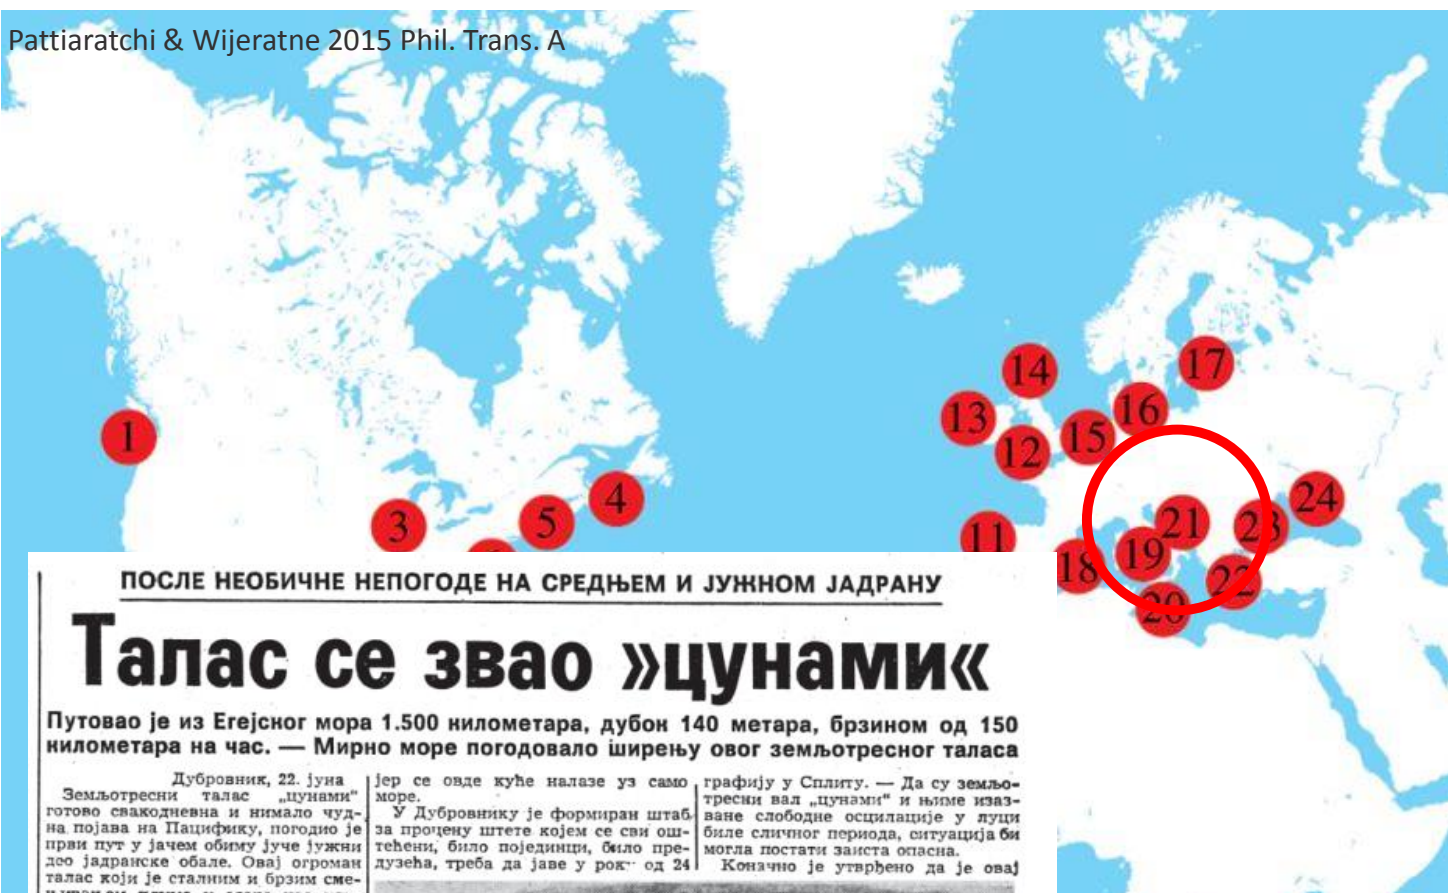 Pattiaratchi & Wijeratne 2015 Phil. Trans. A
14
17
13
16
1
12
15
4
24
3
5
21
23
11
19
18
22
20
ПОСЛЕ НЕОБИЧНЕ НЕПОГОДЕ НА СРЕДЊЕМ И ЈУЖНОМ ЈАДРАНУ
Талас се звао »цунами«
Путовао је из Егејског мора 1.500 километара, дубок 140 метара, брзином од 150
километара на час. — Мирно море погодовало ширењу овог земљотресног таласа
Дубровник, 22. јуна
Земљотресни талас „цунами“
готово свакодневна и нимало чуд-
на појава на Пацифику, погодио је
први пут у јачем обиму јуче јужни
део јадранске обале. Овај огроман
талас који је сталним и брзим сме-
јер се овде куће налазе уз само
море.
У Дубровнику је формиран штаб
за процену штете којем се сви ош-
тећени, било појединци, било пре-
дузећа, треба да јаве у рок од 24
графију у Сплиту. — Да су земљо-
тресни вал „цунами“ и њиме изаз-
ване слободне осцилације у луци
биле сличног периода, ситуација би
могла постати заиста опасна.
Коначно је утврђено да је овај